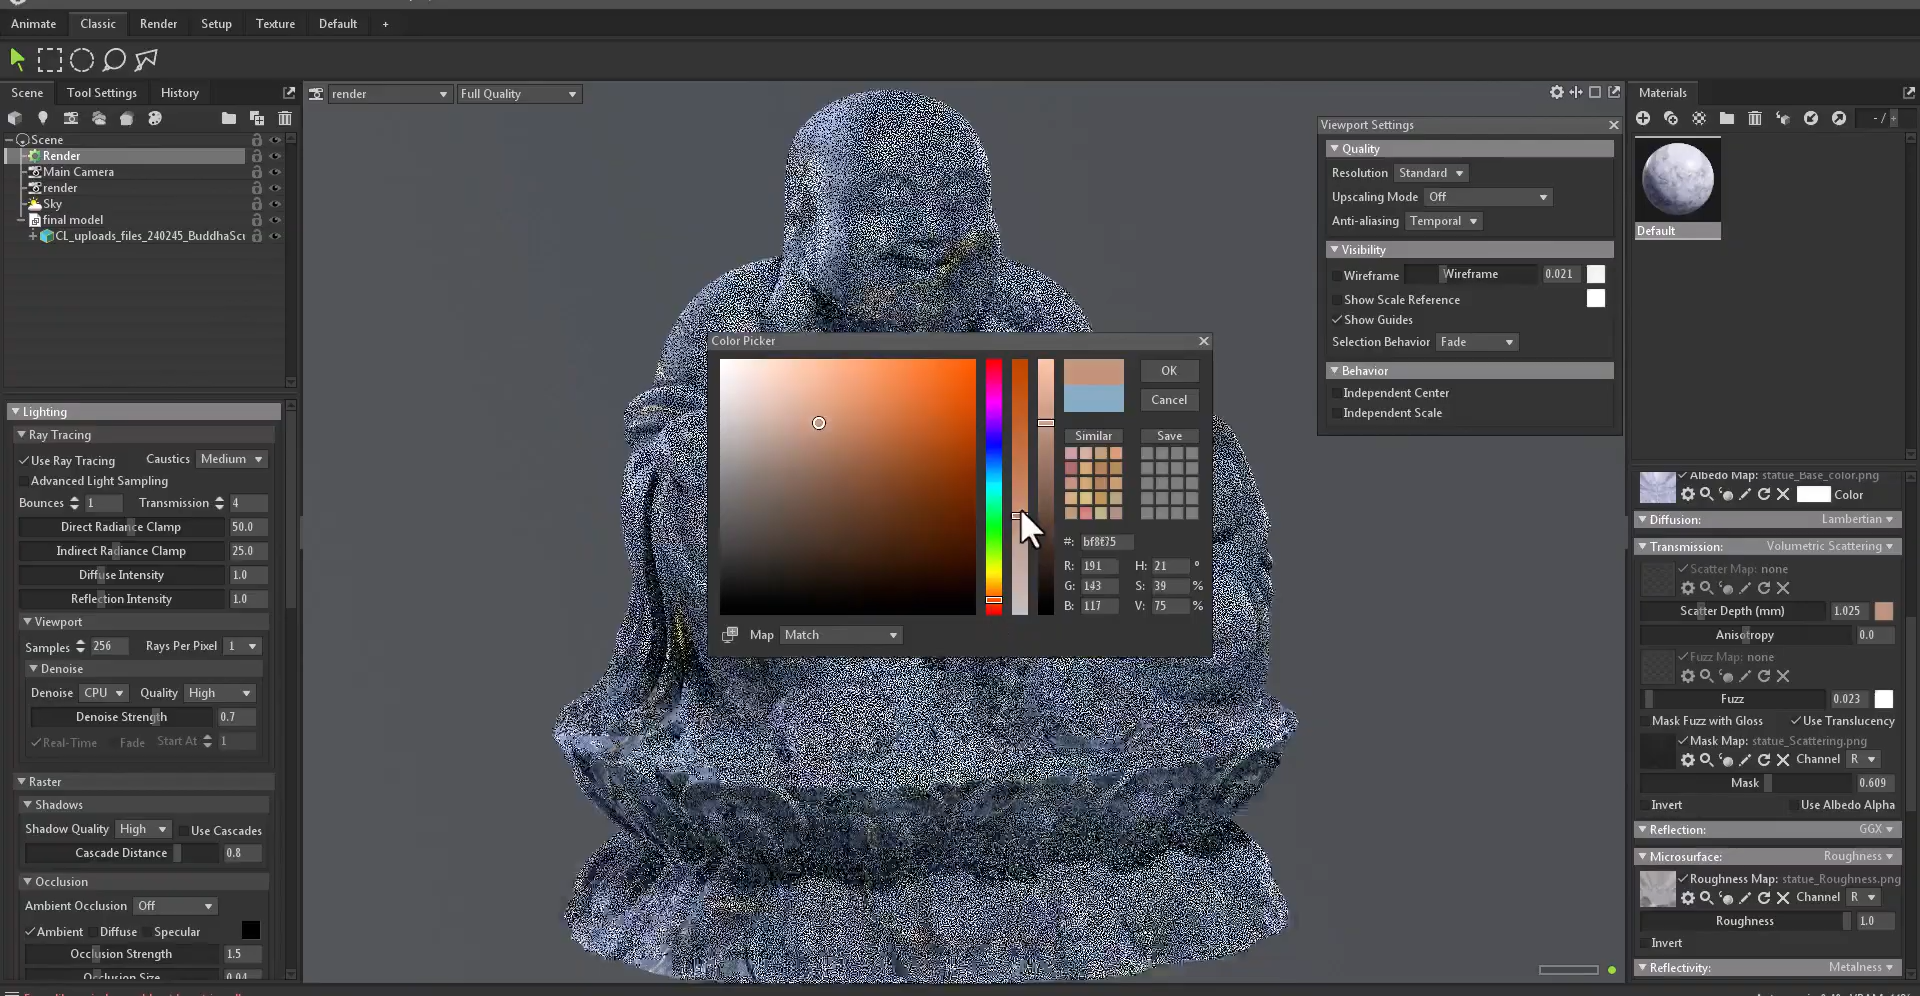 Animate Classic Render Setup Texture Default +
Scene Tool Settings History
Scene
Render
Main Camera
render
Sky
final model
CL_uploads_files_240245_BuddhaScu
Lighting
Ray Tracing
Use Ray Tracing Caustics Medium
Advanced Light Sampling
Bounces 1 Transmission 4
Direct Radiance Clamp 50.0
Indirect Radiance Clamp 25.0
Diffuse Intensity 1.0
Reflection Intensity 1.0
Viewport
Samples 256 Rays Per Pixel 1
Denoise
Denoise CPU Quality High
Denoise Strength 0.7
Real-Time Fade Start At 1
Raster
Shadows
Shadow Quality High Use Cascades
Cascade Distance 0.8
Occlusion
Ambient Occlusion Off
Ambient Diffuse Specular
Occlusion Strength 1.5
Occlusion Size 0.04
render Full Quality
Color Picker
OK
Cancel
Similar Save
#: bf8f75
R: 191 H: 21 °
G: 143 S: 39 %
B: 117 V: 75 %
Map Match
Viewport Settings
Quality
Resolution Standard
Upscaling Mode Off
Anti-aliasing Temporal
Visibility
Wireframe Wireframe 0.021
Show Scale Reference
Show Guides
Selection Behavior Fade
Behavior
Independent Center
Independent Scale
Materials
- / +
Default
Albedo Map: statue_Base_color.png
Color
Diffusion: Lambertian
Transmission: Volumetric Scattering
Scatter Map: none
Scatter Depth (mm) 1.025
Anisotropy 0.0
Fuzz Map: none
Fuzz 0.023
Mask Fuzz with Gloss Use Translucency
Mask Map: statue_Scattering.png
Channel R
Mask 0.609
Invert Use Albedo Alpha
Reflection: GGX
Microsurface: Roughness
Roughness Map: statue_Roughness.png
Channel R
Roughness 1.0
Invert
Reflectivity: Metalness